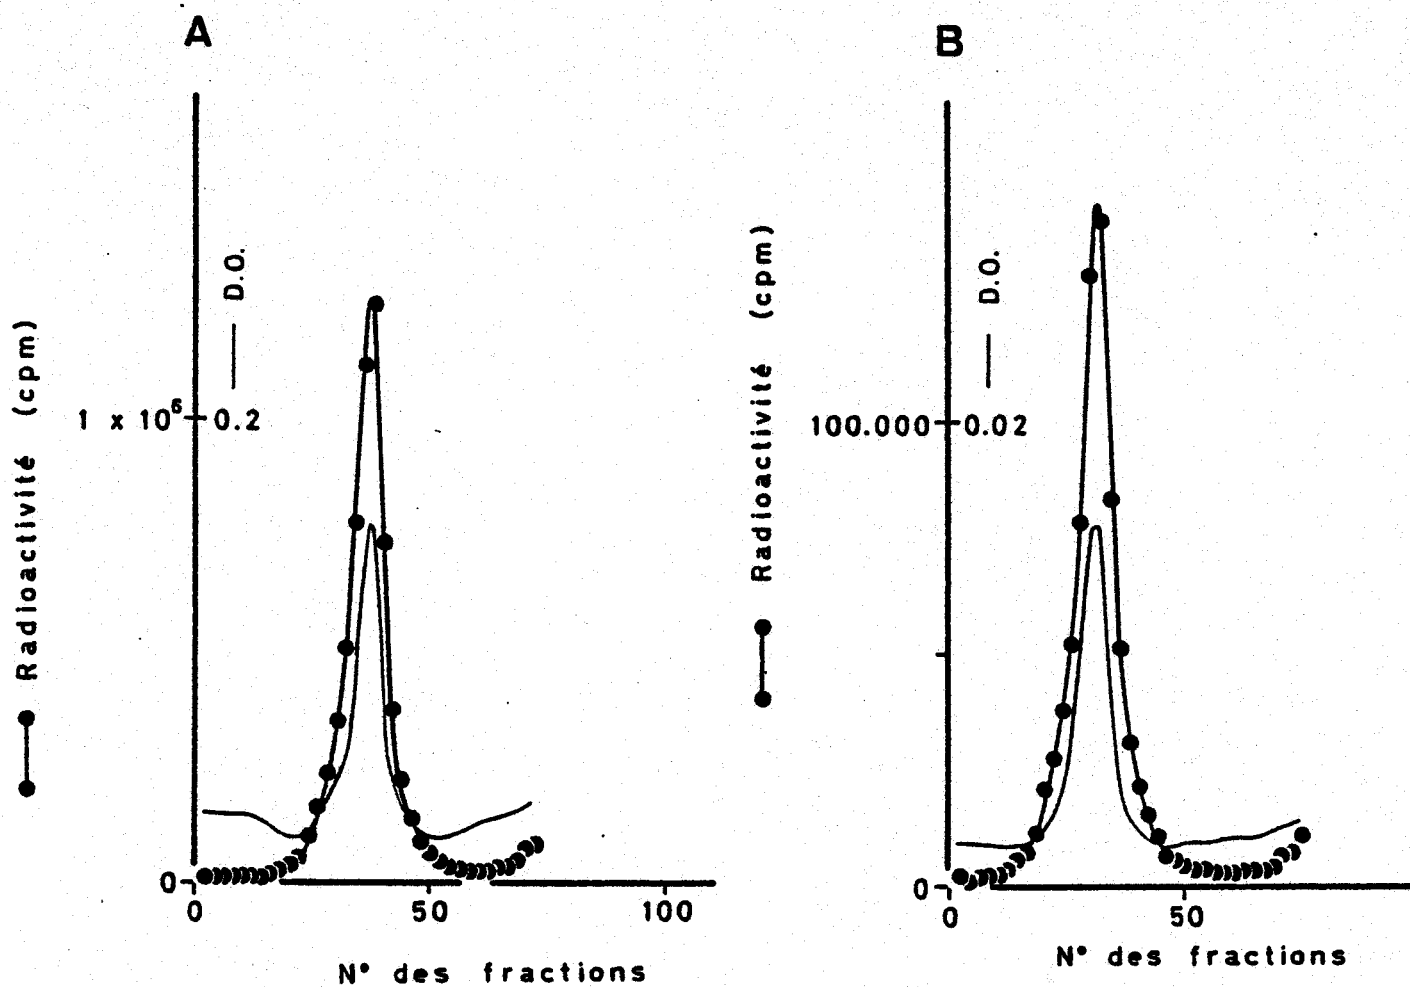 A
Radioactivité (cpm)
D.O.
1 x 10⁶
0.2
0
0
50
100
N° des fractions
B
Radioactivité (cpm)
D.O.
100.000
0.02
0
0
50
N° des fractions